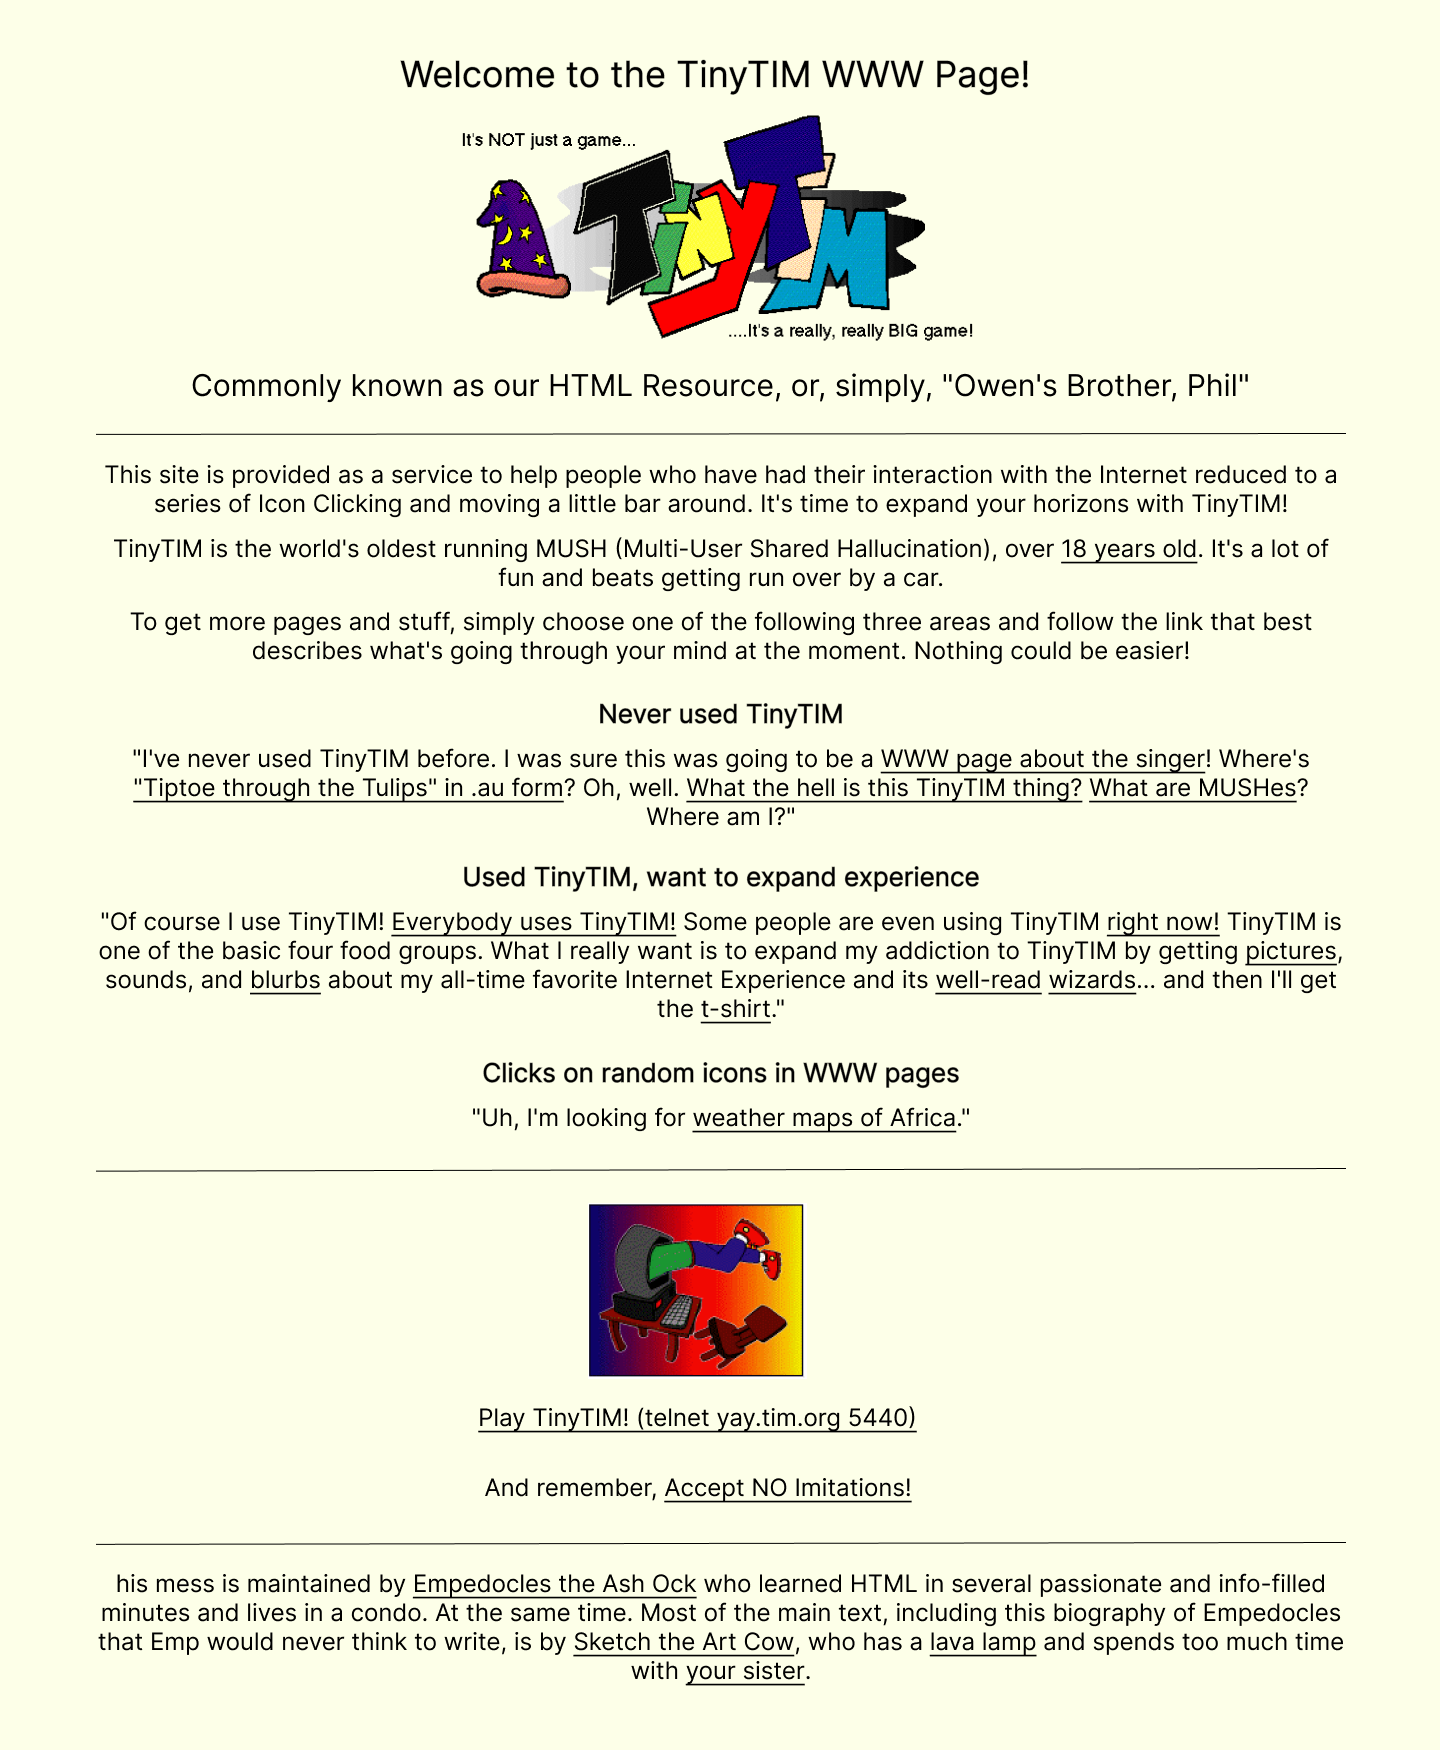 Welcome to the TinyTIM WWW Page!
It's NOT just a game...
TinyTIM
....It's a really, really BIG game!
Commonly known as our HTML Resource, or, simply, "Owen's Brother, Phil"
This site is provided as a service to help people who have had their interaction with the Internet reduced to a
series of Icon Clicking and moving a little bar around. It's time to expand your horizons with TinyTIM!
TinyTIM is the world's oldest running MUSH (Multi-User Shared Hallucination), over 18 years old. It's a lot of
fun and beats getting run over by a car.
To get more pages and stuff, simply choose one of the following three areas and follow the link that best
describes what's going through your mind at the moment. Nothing could be easier!
Never used TinyTIM
"I've never used TinyTIM before. I was sure this was going to be a WWW page about the singer! Where's
"Tiptoe through the Tulips" in .au form? Oh, well. What the hell is this TinyTIM thing? What are MUSHes?
Where am I?"
Used TinyTIM, want to expand experience
"Of course I use TinyTIM! Everybody uses TinyTIM! Some people are even using TinyTIM right now! TinyTIM is
one of the basic four food groups. What I really want is to expand my addiction to TinyTIM by getting pictures,
sounds, and blurbs about my all-time favorite Internet Experience and its well-read wizards... and then I'll get
the t-shirt."
Clicks on random icons in WWW pages
"Uh, I'm looking for weather maps of Africa."
Play TinyTIM! (telnet yay.tim.org 5440)
And remember, Accept NO Imitations!
his mess is maintained by Empedocles the Ash Ock who learned HTML in several passionate and info-filled
minutes and lives in a condo. At the same time. Most of the main text, including this biography of Empedocles
that Emp would never think to write, is by Sketch the Art Cow, who has a lava lamp and spends too much time
with your sister.